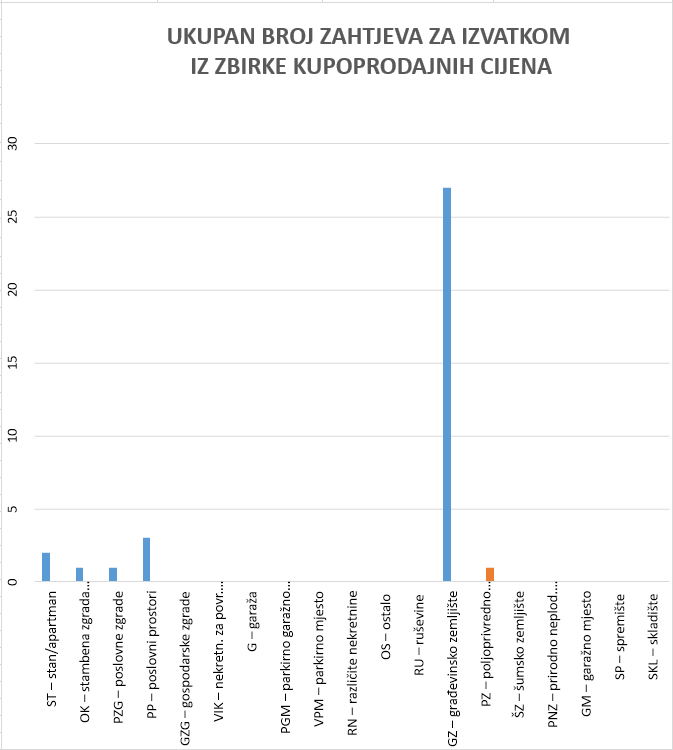 UKUPAN BROJ ZAHTJEVA ZA IZVATKOM
IZ ZBIRKE KUPOPRODAJNIH CIJENA
30
25
20
15
10
5
0
ST – stan/apartman
OK – stambena zgrada...
PZG – poslovne zgrade
PP – poslovni prostori
GZG – gospodarske zgrade
VIK – nekretn. za povr....
G – garaža
PGM – parkirno garažno...
VPM – parkirno mjesto
RN – različite nekretnine
OS – ostalo
RU – ruševine
GZ – građevinsko zemljište
PZ – poljoprivredno...
ŠZ – šumsko zemljište
PNZ – prirodno neplod....
GM – garažno mjesto
SP – spremište
SKL – skladište